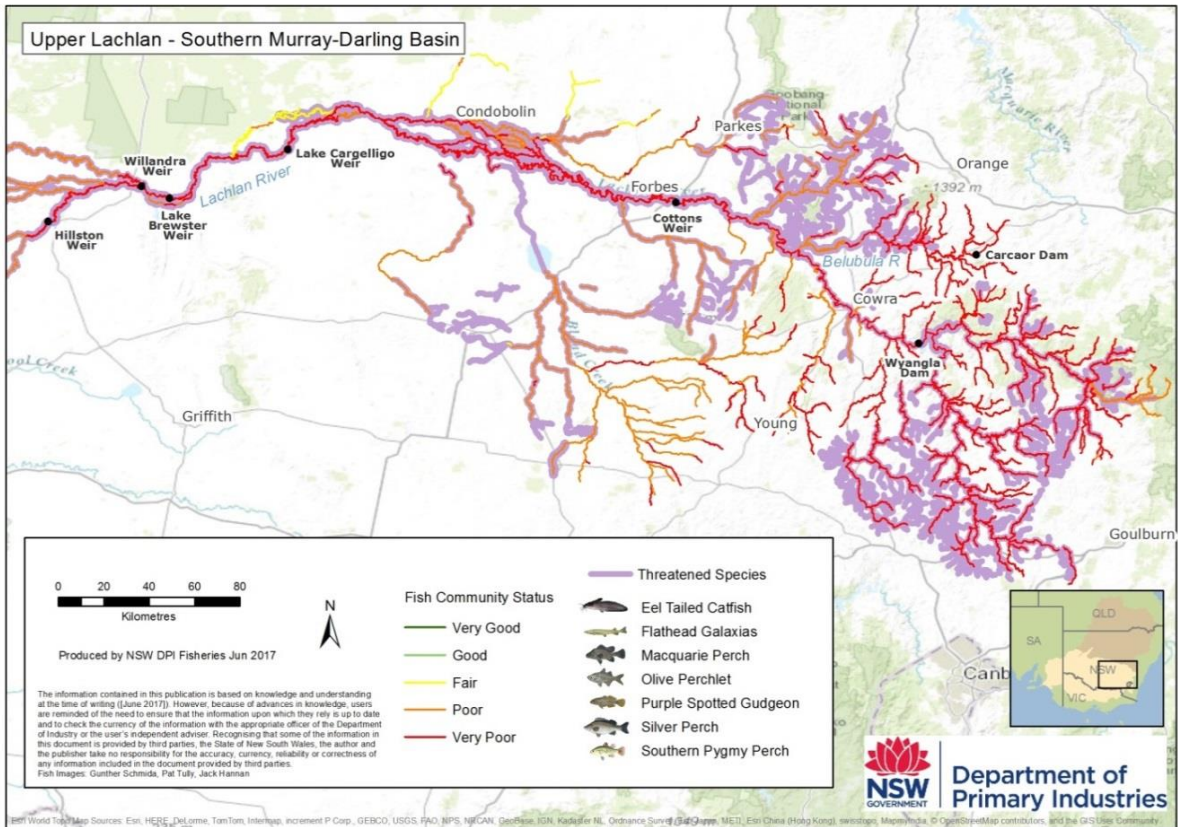 Upper Lachlan - Southern Murray-Darling Basin
Goobang
National
Park
Macquarie River
Condobolin
Parkes
Orange
Willandra
Weir
Lake Cargelligo
Weir
1392 m
Lachlan River
Forbes
Lake
Brewster
Weir
Cottons
Weir
Hillston
Weir
Belubula R
Carcaor Dam
Cowra
Wyangla
Dam
Creek
Griffith
Young
Goulburn
Canb
0 20 40 60 80
Kilometres
N
Produced by NSW DPI Fisheries Jun 2017
The information contained in this publication is based on knowledge and understanding
at the time of writing ([June 2017]). However, because of advances in knowledge, users
are reminded of the need to ensure that the information upon which they rely is up to date
and to check the currency of the information with the appropriate officer of the Department
of Industry or the user's independent adviser. Recognising that some of the information in
this document is provided by third parties, the State of New South Wales, the author and
the publisher take no responsibility for the accuracy, currency, reliability or correctness of
any information included in the document provided by third parties.
Fish Images: Gunther Schmida, Pat Tully, Jack Hannan
Fish Community Status
Very Good
Good
Fair
Poor
Very Poor
Threatened Species
Eel Tailed Catfish
Flathead Galaxias
Macquarie Perch
Olive Perchlet
Purple Spotted Gudgeon
Silver Perch
Southern Pygmy Perch
QLD
SA
NSW
VIC
NSW
GOVERNMENT
Department of
Primary Industries